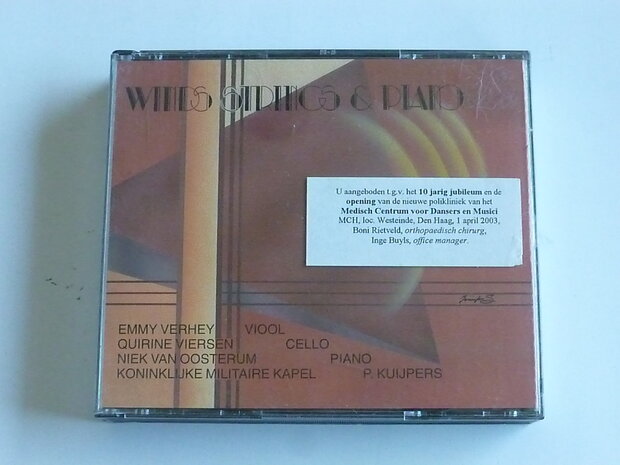 WINDS STRINGS & PIANO
U aangeboden t.g.v. het 10 jarig jubileum en de
opening van de nieuwe polikliniek van het
Medisch Centrum voor Dansers en Musici
MCH, loc. Westeinde, Den Haag, 1 april 2003,
Boni Rietveld, orthopaedisch chirurg,
Inge Buyls, office manager.
EMMY VERHEY VIOOL
QUIRINE VIERSEN CELLO
NIEK VAN OOSTERUM PIANO
KONINKLIJKE MILITAIRE KAPEL P. KUIJPERS